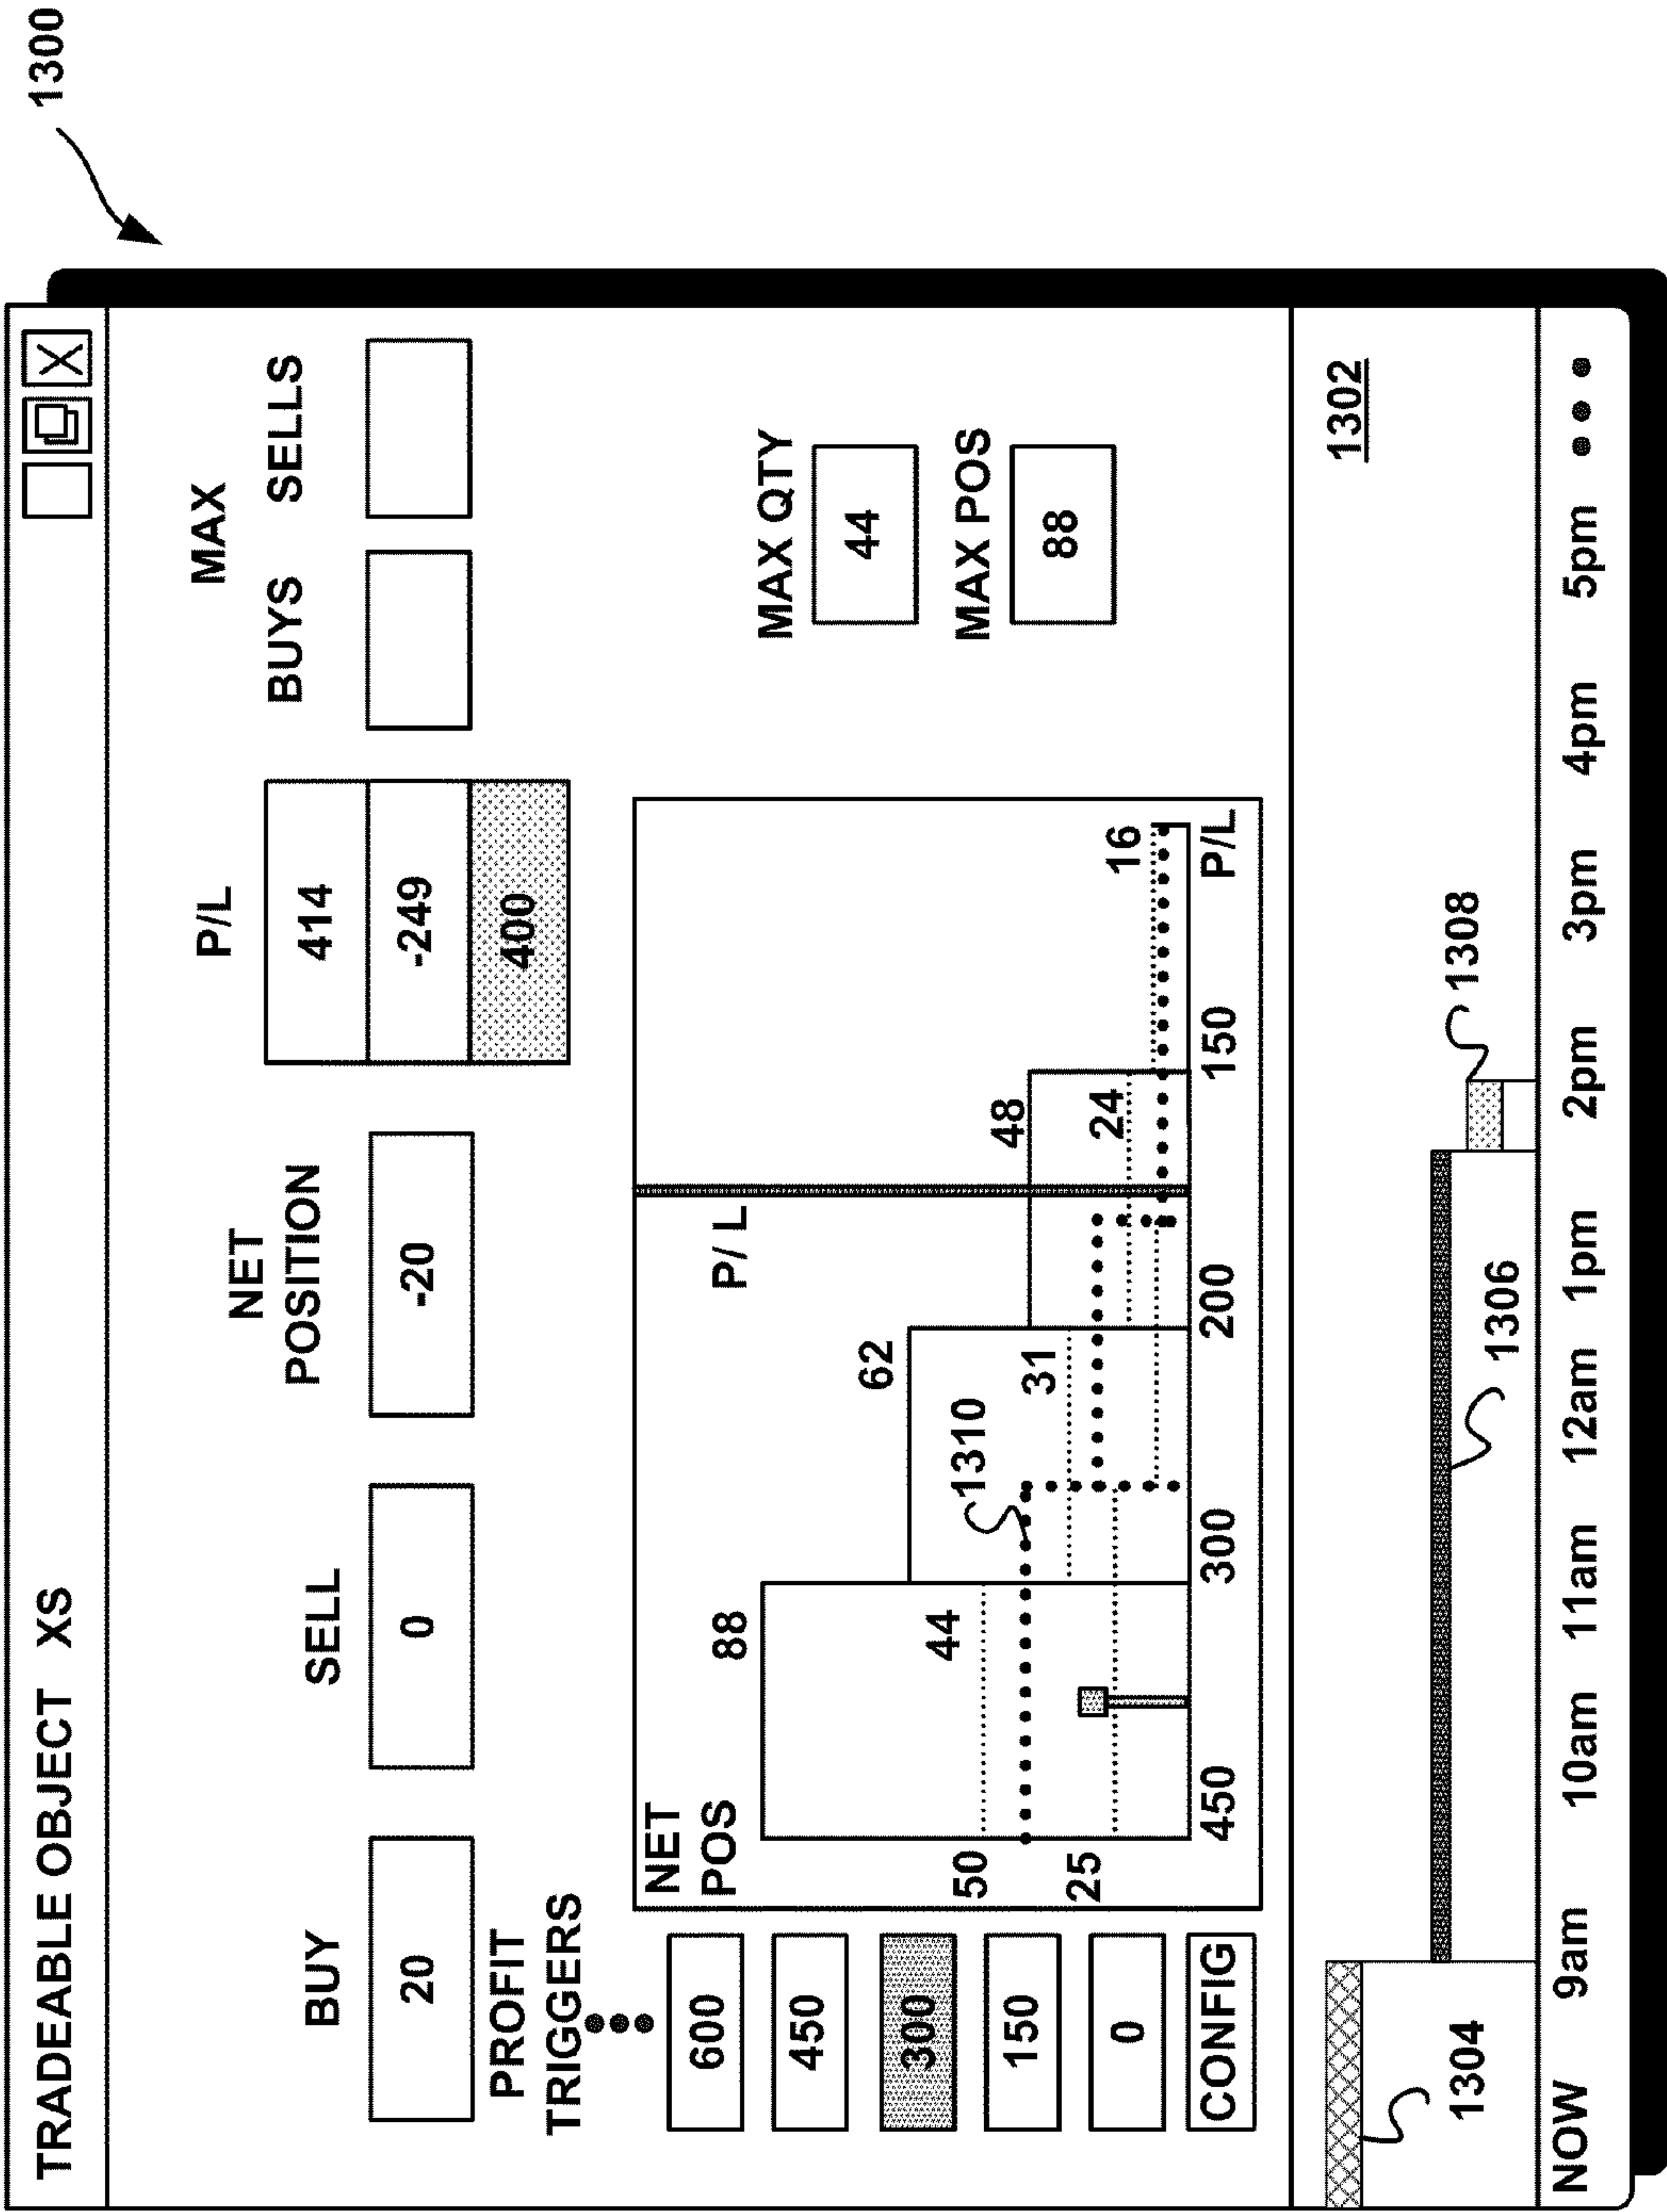 1300
TRADEABLE OBJECT XS
X
MAX
BUY SELL NET POSITION P/L BUYS SELLS
20 0 -20 414
-249
400
PROFIT
TRIGGERS
600
450
300
150
0
CONFIG
NET
POS
P/L
88
62
48
50
44
1310
31
24
16
25
450 300 200 150 P/L
MAX QTY
44
MAX POS
88
1302
1304
1306
1308
NOW 9am 10am 11am 12am 1pm 2pm 3pm 4pm 5pm